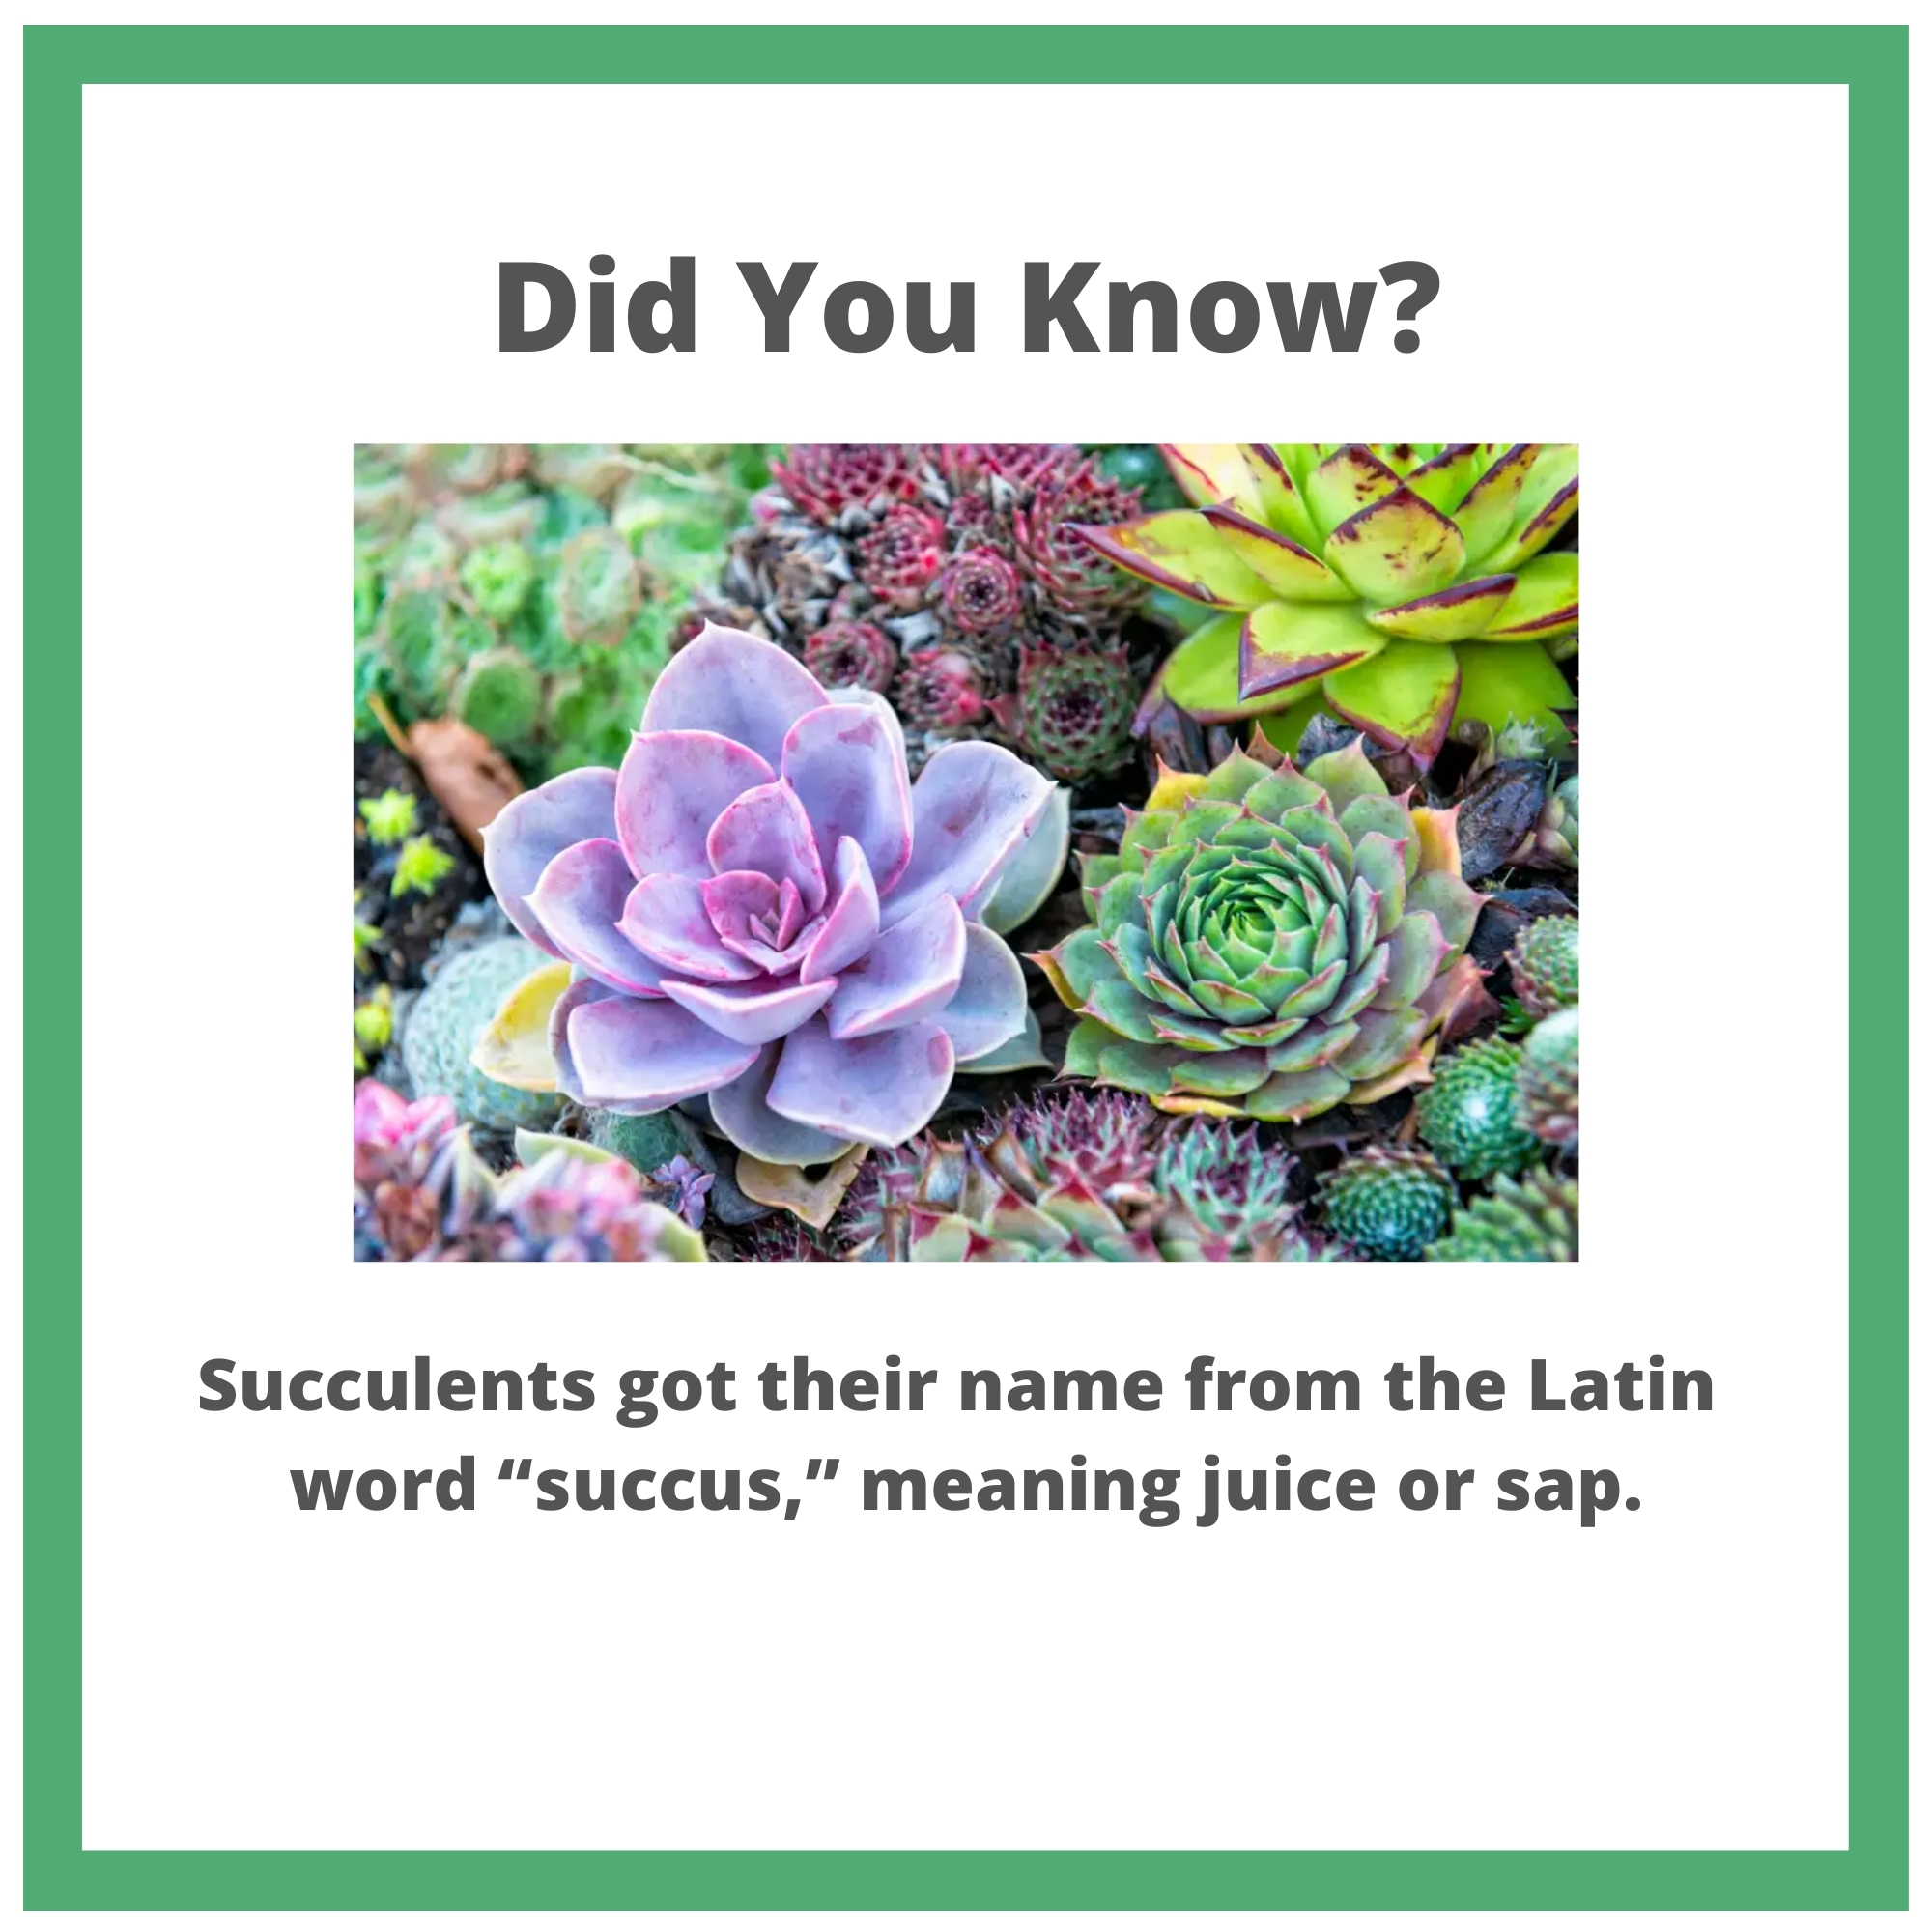 Did You Know?
Succulents got their name from the Latin
word “succus,” meaning juice or sap.